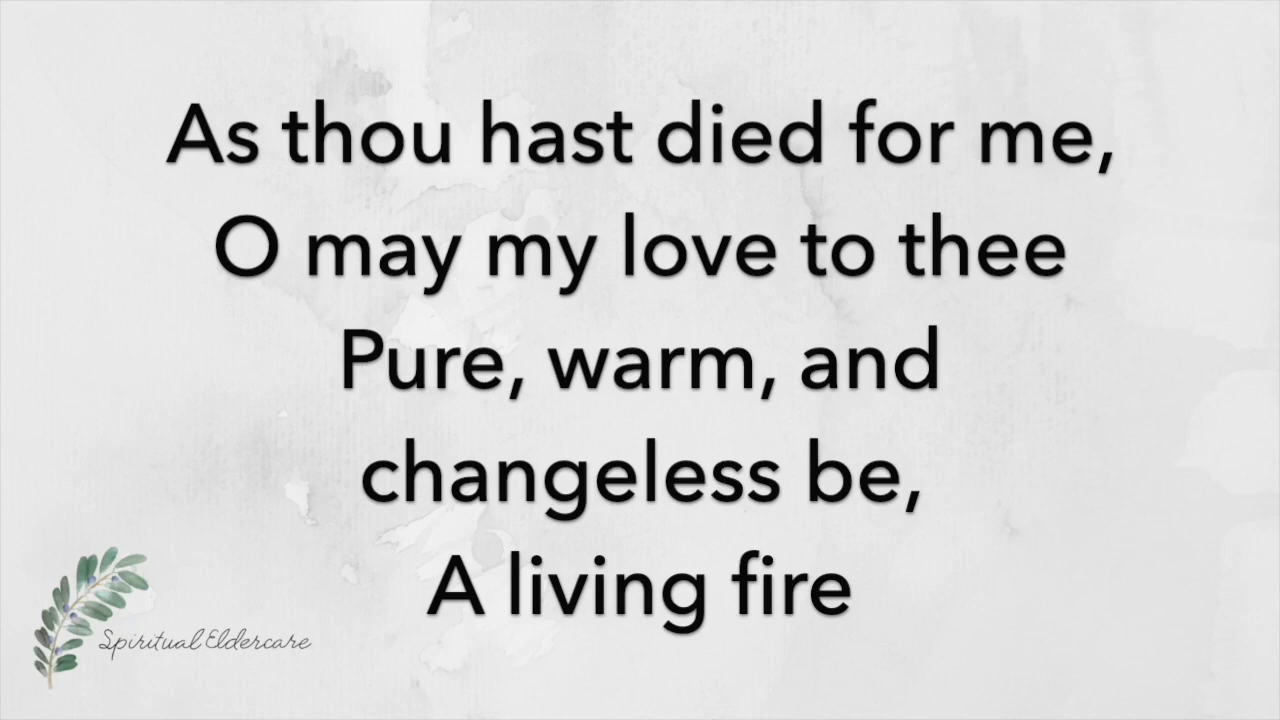 As thou hast died for me,
O may my love to thee
Pure, warm, and
changeless be,
A living fire
Spiritual Eldercare